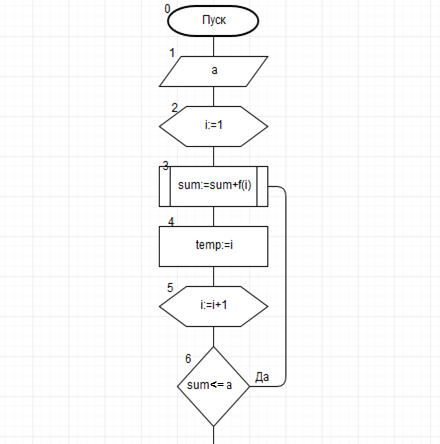 0
Пуск
1
a
2
i:=1
3
sum:=sum+f(i)
4
temp:=i
5
i:=i+1
6
sum<=a
Да